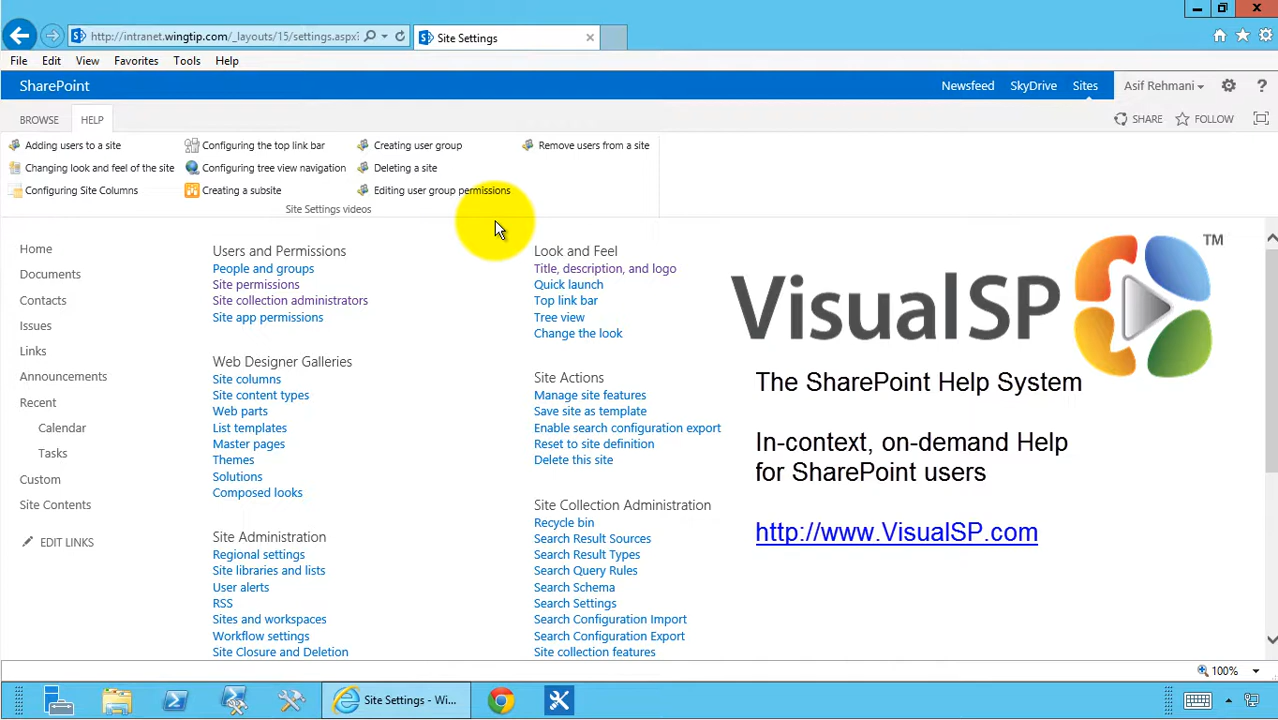 http://intranet.wingtip.com/_layouts/15/settings.aspx
Site Settings
File Edit View Favorites Tools Help
SharePoint
Newsfeed SkyDrive Sites Asif Rehmani ?
BROWSE HELP
SHARE FOLLOW
Adding users to a site
Configuring the top link bar
Creating user group
Remove users from a site
Changing look and feel of the site
Configuring tree view navigation
Deleting a site
Configuring Site Columns
Creating a subsite
Editing user group permissions
Site Settings videos
Home
Documents
Contacts
Issues
Links
Announcements
Recent
Calendar
Tasks
Custom
Site Contents
EDIT LINKS
Users and Permissions
People and groups
Site permissions
Site collection administrators
Site app permissions
Web Designer Galleries
Site columns
Site content types
Web parts
List templates
Master pages
Themes
Solutions
Composed looks
Site Administration
Regional settings
Site libraries and lists
User alerts
RSS
Sites and workspaces
Workflow settings
Site Closure and Deletion
Look and Feel
Title, description, and logo
Quick launch
Top link bar
Tree view
Change the look
Site Actions
Manage site features
Save site as template
Enable search configuration export
Reset to site definition
Delete this site
Site Collection Administration
Recycle bin
Search Result Sources
Search Result Types
Search Query Rules
Search Schema
Search Settings
Search Configuration Import
Search Configuration Export
Site collection features
VisualSP TM
The SharePoint Help System
In-context, on-demand Help
for SharePoint users
http://www.VisualSP.com
100%
Site Settings - Wi...